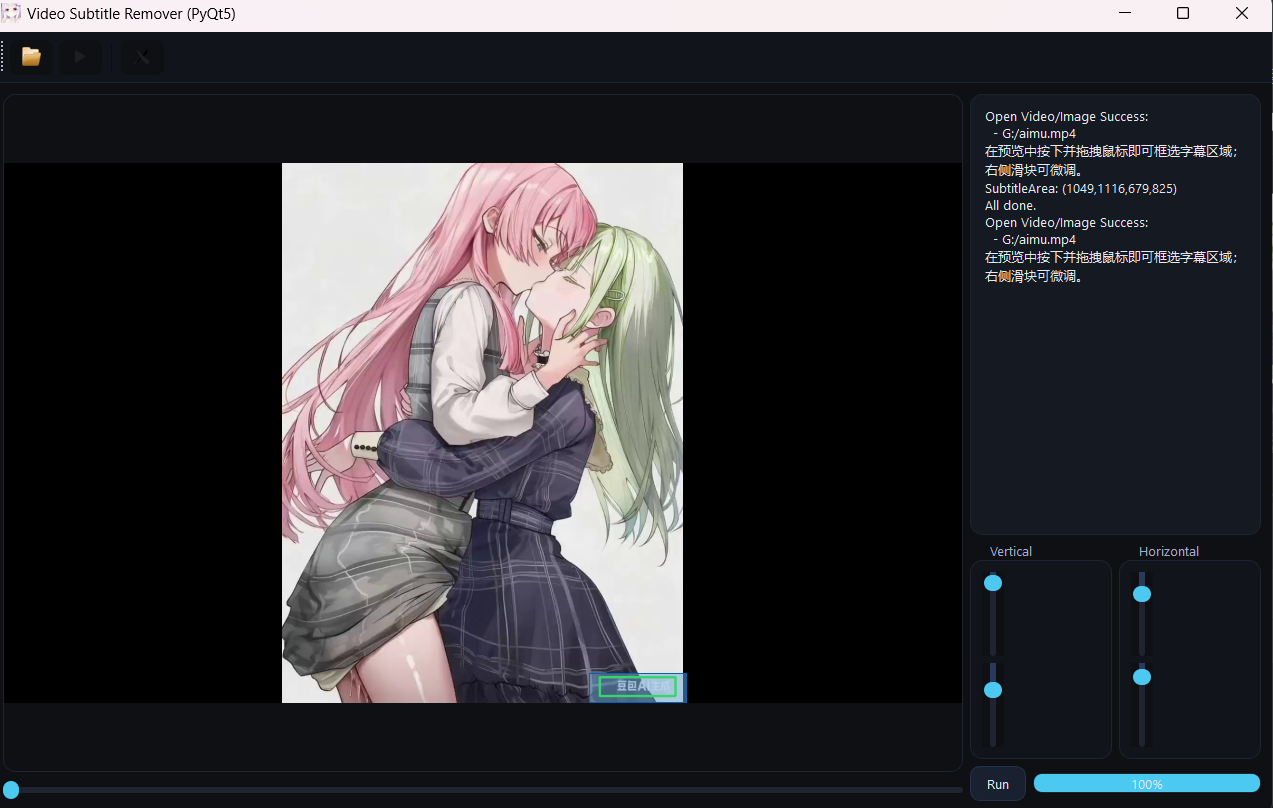 Video Subtitle Remover (PyQt5)
Open Video/Image Success:
- G:/aimu.mp4
在预览中按下并拖拽鼠标即可框选字幕区域；
右侧滑块可微调。
SubtitleArea: (1049,1116,679,825)
All done.
Open Video/Image Success:
- G:/aimu.mp4
在预览中按下并拖拽鼠标即可框选字幕区域；
右侧滑块可微调。
Vertical
Horizontal
豆包AI生成
Run
100%